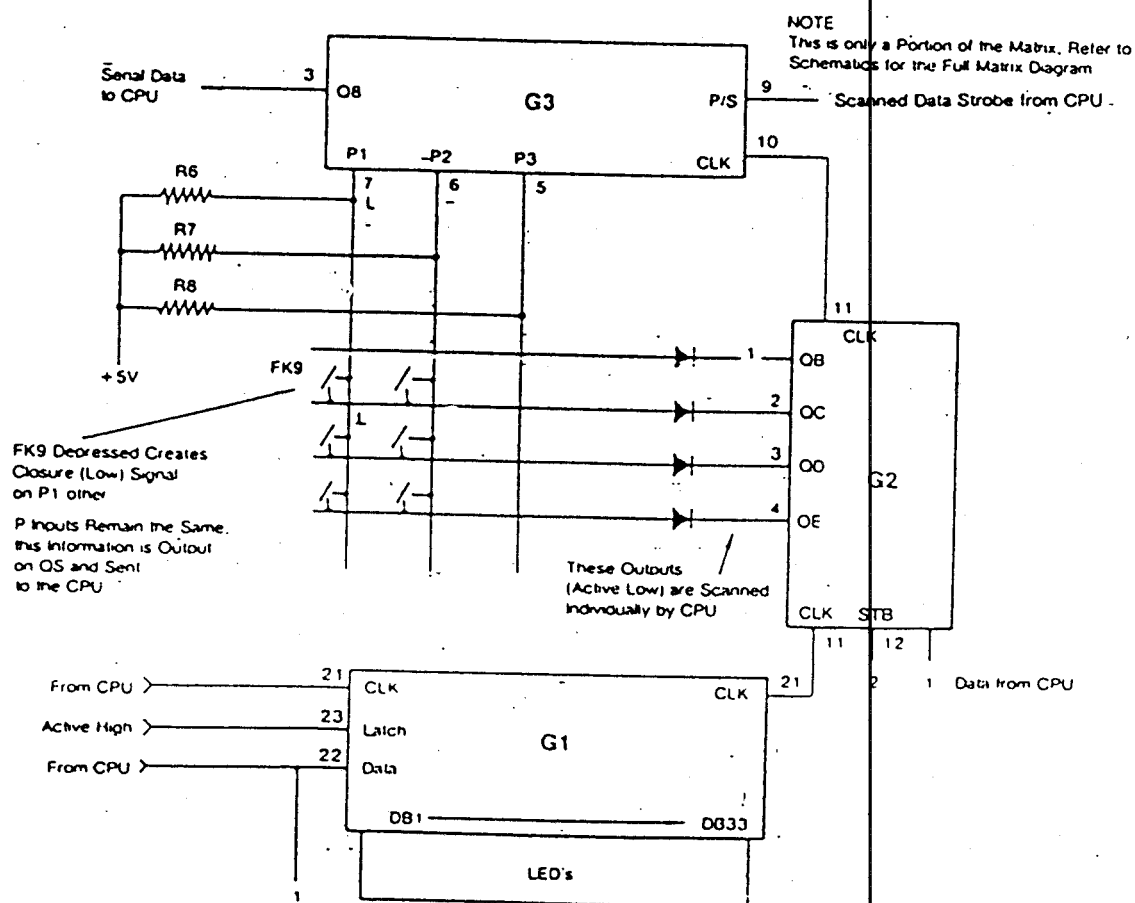 NOTE
This is only a Portion of the Matrix, Refer to
Schematics for the Full Matrix Diagram
Serial Data
to CPU
3
O8
G3
P/S
9
Scanned Data Strobe from CPU
10
CLK
P1
P2
P3
7
6
5
L
R6
R7
R8
+5V
11
CLK
FK9
1
OB
2
OC
L
3
OD
G2
4
OE
FK9 Depressed Creates
Closure (Low) Signal
on P1 other
P Inputs Remain the Same,
this Information is Output
on QS and Sent
to the CPU
These Outputs
(Active Low) are Scanned
Individually by CPU
CLK
STB
11
12
2
1
Data from CPU
From CPU
21
CLK
CLK
21
Active High
23
Latch
G1
From CPU
22
Data
DB1
DB33
LED's
1